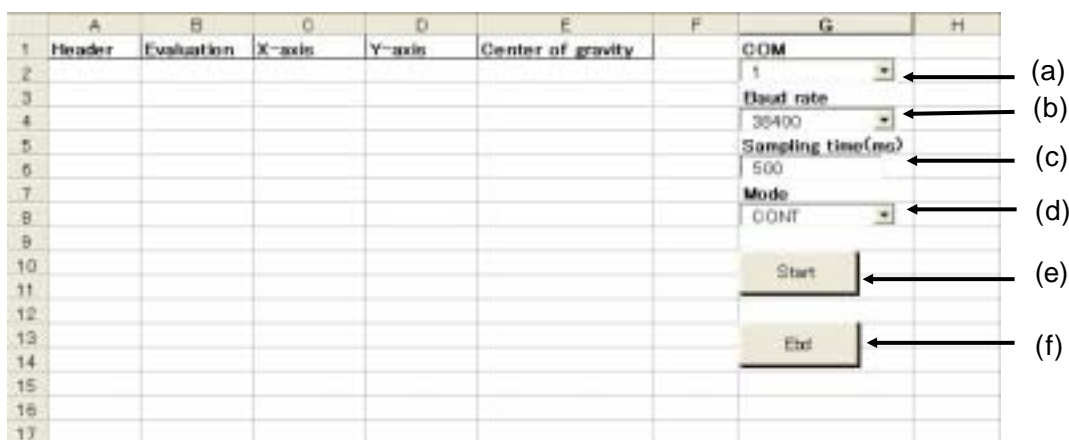 A B C D E F G H
1 Header Evaluation X-axis Y-axis Center of gravity COM
2 1 (a)
3 Baud rate
4 38400 (b)
5 Sampling time(ms)
6 500 (c)
7 Mode
8 CONT (d)
9
10 Start (e)
11
12
13 End (f)
14
15
16
17